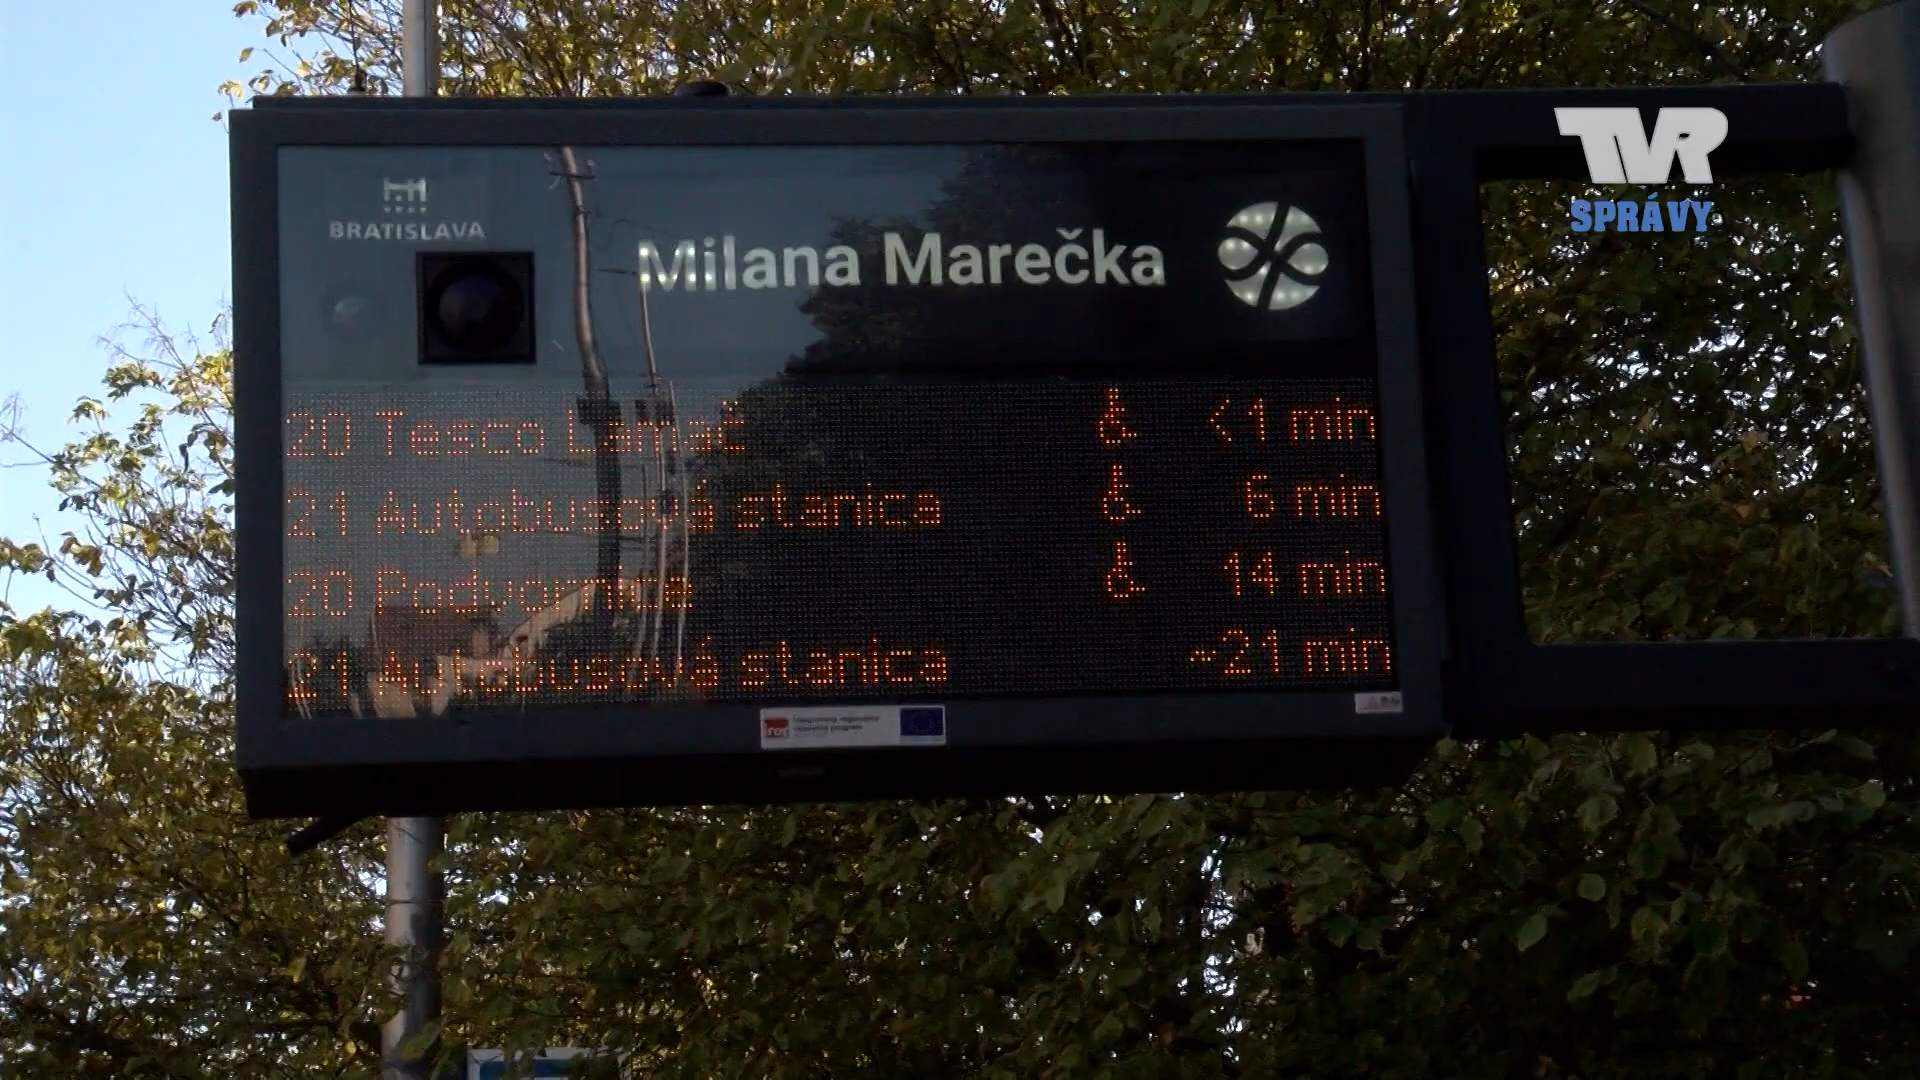 TVR
SPRÁVY
BRATISLAVA
Milana Marečka
20 Tesco Lamač <1 min
21 Autobusová stanica 6 min
20 Podvornice 14 min
21 Autobusová stanica ~21 min